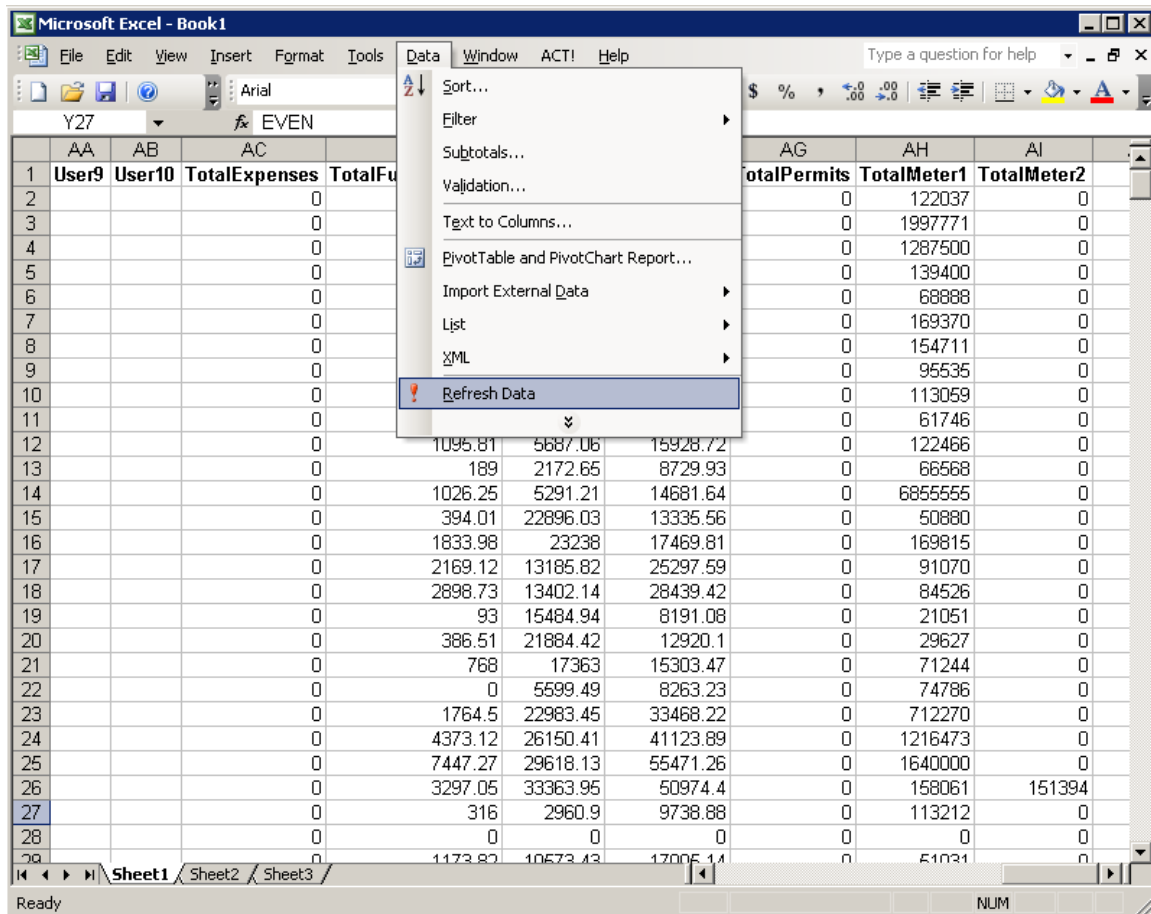 Microsoft Excel - Book1
File Edit View Insert Format Tools Data Window ACT! Help Type a question for help
Arial $ % ,
Y27 fx EVEN
AA AB AC AG AH AI
1 User9 User10 TotalExpenses TotalFu otalPermits TotalMeter1 TotalMeter2
Sort...
Filter
Subtotals...
Validation...
Text to Columns...
PivotTable and PivotChart Report...
Import External Data
List
XML
Refresh Data
2 0 0 122037 0
3 0 0 1997771 0
4 0 0 1287500 0
5 0 0 139400 0
6 0 0 68888 0
7 0 0 169370 0
8 0 0 154711 0
9 0 0 95535 0
10 0 0 113059 0
11 0 0 61746 0
12 0 1095.81 5687.06 15928.72 0 122466 0
13 0 189 2172.65 8729.93 0 66568 0
14 0 1026.25 5291.21 14681.64 0 6855555 0
15 0 394.01 22896.03 13335.56 0 50880 0
16 0 1833.98 23238 17469.81 0 169815 0
17 0 2169.12 13185.82 25297.59 0 91070 0
18 0 2898.73 13402.14 28439.42 0 84526 0
19 0 93 15484.94 8191.08 0 21051 0
20 0 386.51 21884.42 12920.1 0 29627 0
21 0 768 17363 15303.47 0 71244 0
22 0 0 5599.49 8263.23 0 74786 0
23 0 1764.5 22983.45 33468.22 0 712270 0
24 0 4373.12 26150.41 41123.89 0 1216473 0
25 0 7447.27 29618.13 55471.26 0 1640000 0
26 0 3297.05 33363.95 50974.4 0 158061 151394
27 0 316 2960.9 9738.88 0 113212 0
28 0 0 0 0 0 0 0
29 0 1173.82 10573.43 17005.14 0 51031 0
Sheet1 Sheet2 Sheet3
Ready NUM